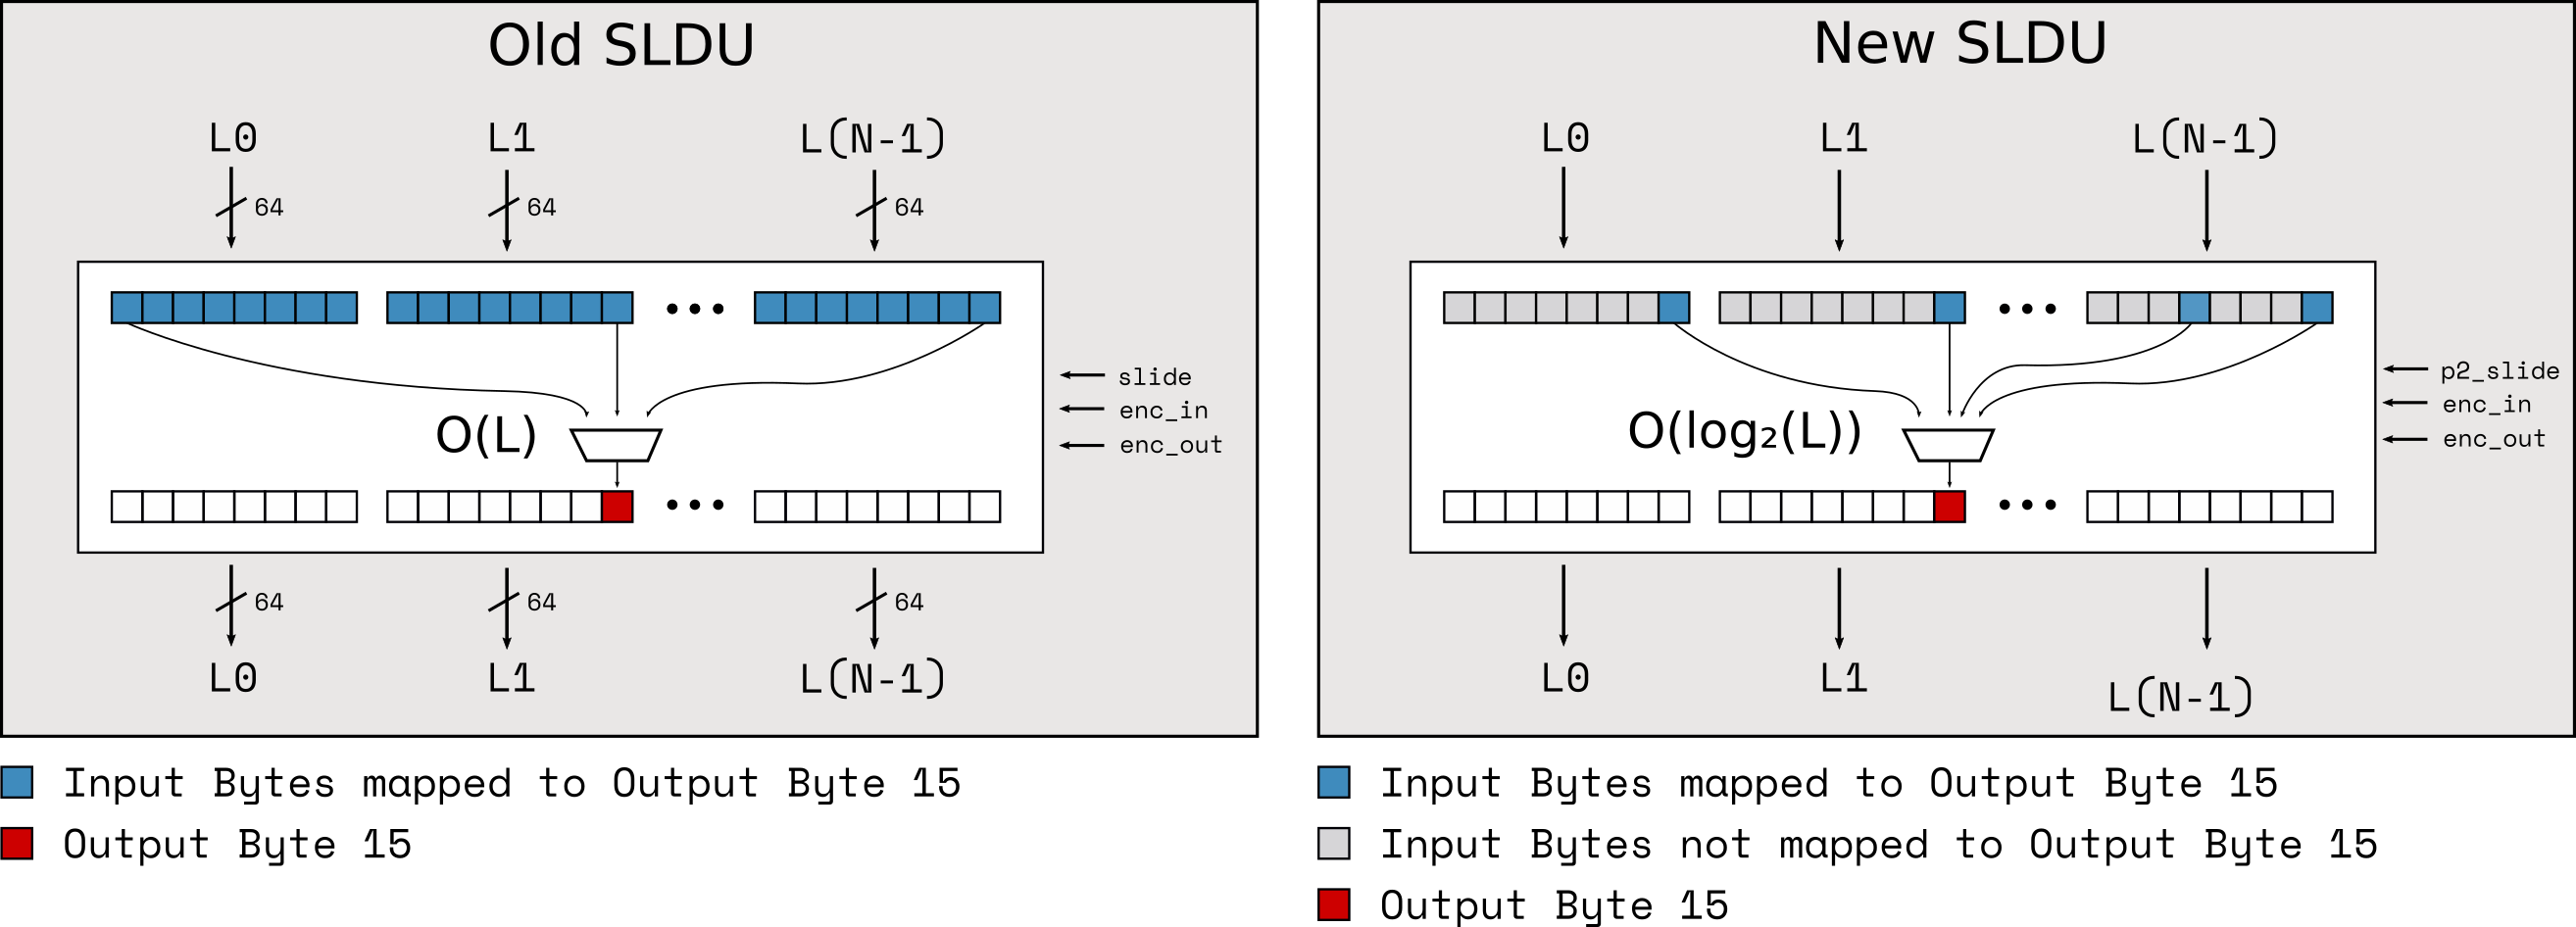 Old SLDU
L0
L1
L(N-1)
64
64
64
slide
enc_in
enc_out
O(L)
64
64
64
L0
L1
L(N-1)
Input Bytes mapped to Output Byte 15
Output Byte 15
New SLDU
L0
L1
L(N-1)
p2_slide
enc_in
enc_out
O(log₂(L))
L0
L1
L(N-1)
Input Bytes mapped to Output Byte 15
Input Bytes not mapped to Output Byte 15
Output Byte 15